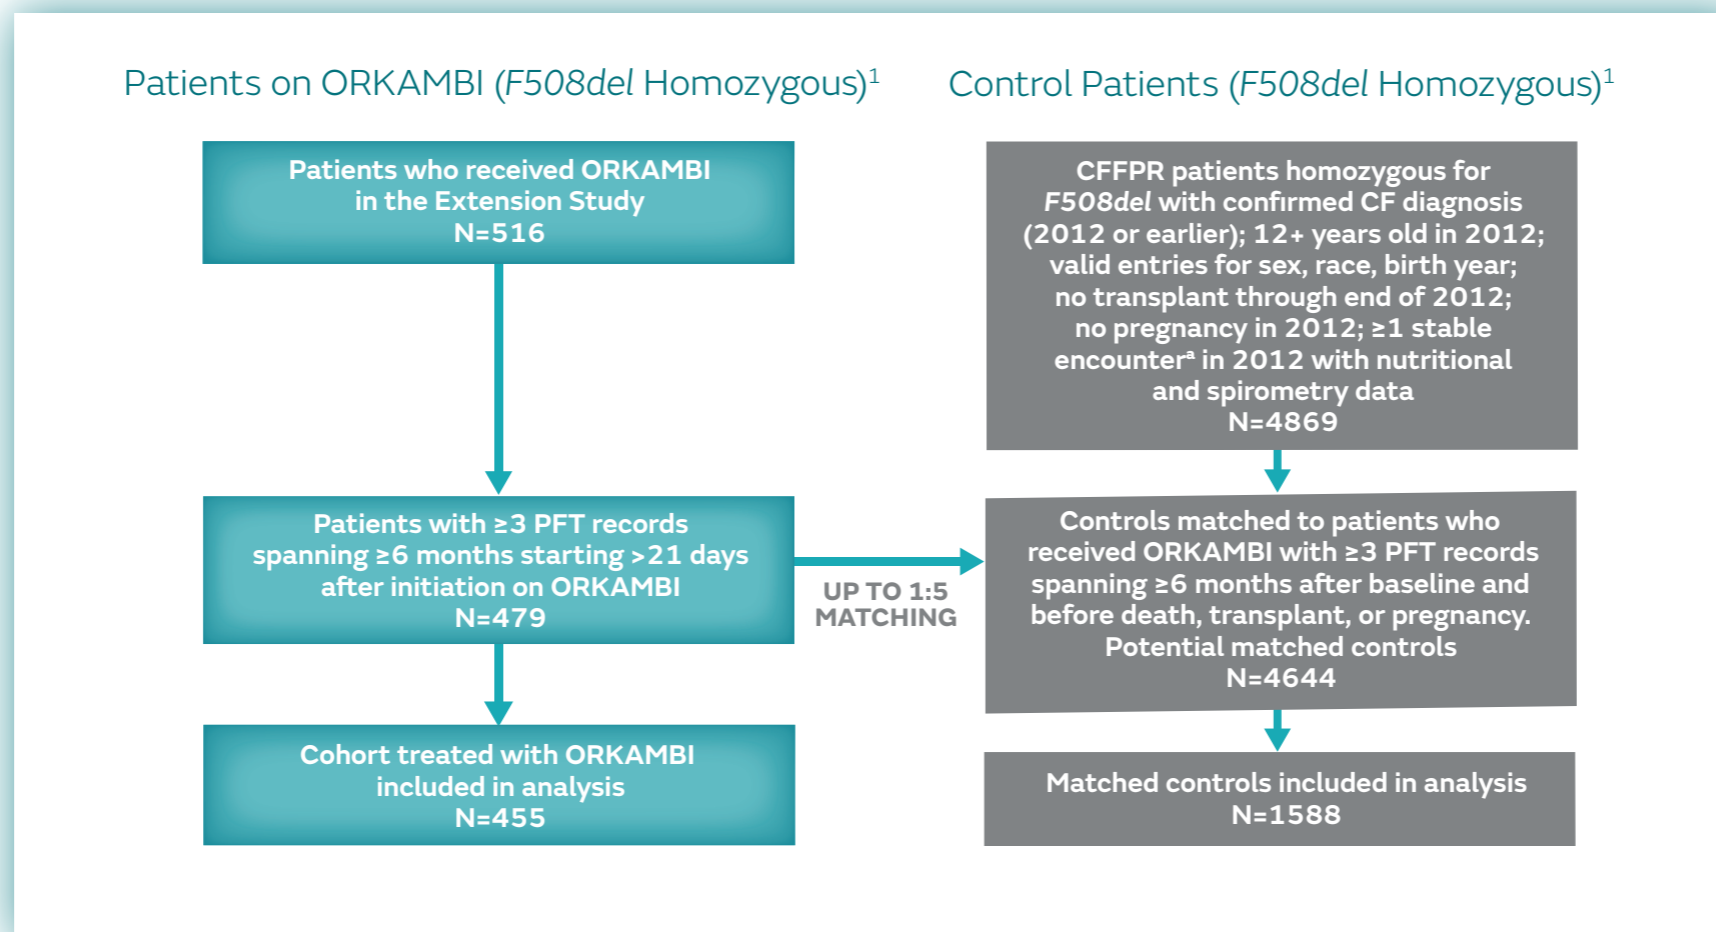 Patients on ORKAMBI (F508del Homozygous)¹
Patients who received ORKAMBI
in the Extension Study
N=516
Patients with ≥3 PFT records
spanning ≥6 months starting >21 days
after initiation on ORKAMBI
N=479
UP TO 1:5
MATCHING
Cohort treated with ORKAMBI
included in analysis
N=455
Control Patients (F508del Homozygous)¹
CFFPR patients homozygous for
F508del with confirmed CF diagnosis
(2012 or earlier); 12+ years old in 2012;
valid entries for sex, race, birth year;
no transplant through end of 2012;
no pregnancy in 2012; ≥1 stable
encounterᵃ in 2012 with nutritional
and spirometry data
N=4869
Controls matched to patients who
received ORKAMBI with ≥3 PFT records
spanning ≥6 months after baseline and
before death, transplant, or pregnancy.
Potential matched controls
N=4644
Matched controls included in analysis
N=1588